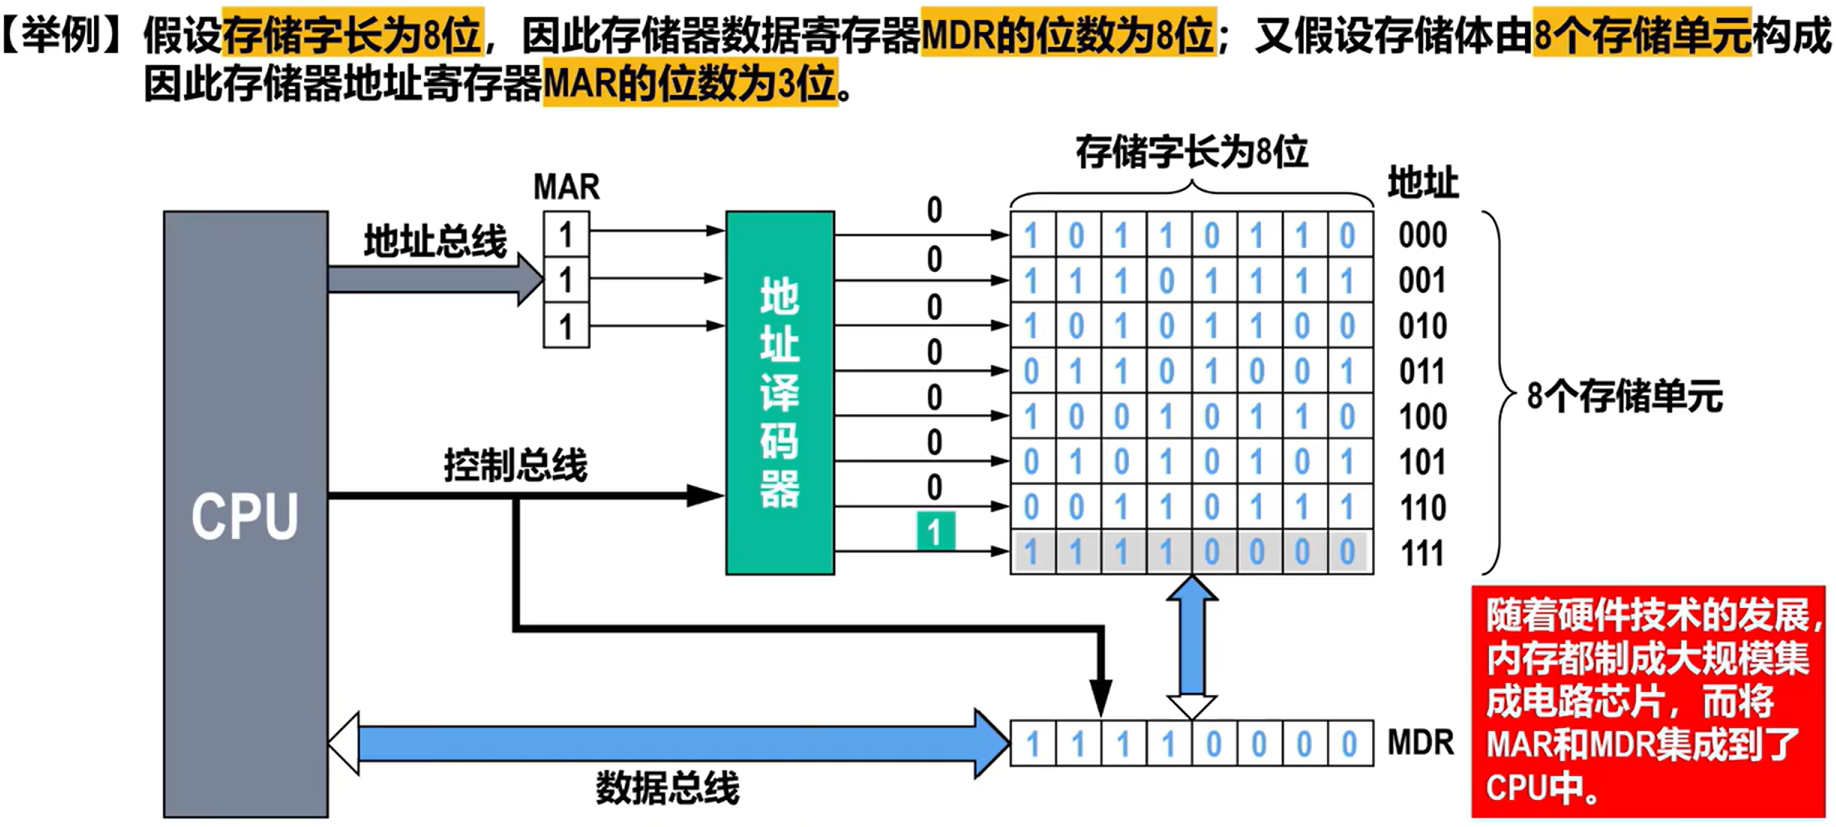 【举例】假设存储字长为8位，因此存储器数据寄存器MDR的位数为8位；又假设存储体由8个存储单元构成
因此存储器地址寄存器MAR的位数为3位。
存储字长为8位
MAR
地址
地址总线
1
1
1
地址译码器
0
0
0
0
0
0
0
1
1 0 1 1 0 1 1 0 000
1 1 1 0 1 1 1 1 001
1 0 1 0 1 1 0 0 010
0 1 1 0 1 0 0 1 011
1 0 0 1 0 1 1 0 100
0 1 0 1 0 1 0 1 101
0 0 1 1 0 1 1 1 110
1 1 1 1 0 0 0 0 111
8个存储单元
控制总线
CPU
1 1 1 1 0 0 0 0 MDR
数据总线
随着硬件技术的发展，
内存都制成大规模集
成电路芯片，而将
MAR和MDR集成到了
CPU中。